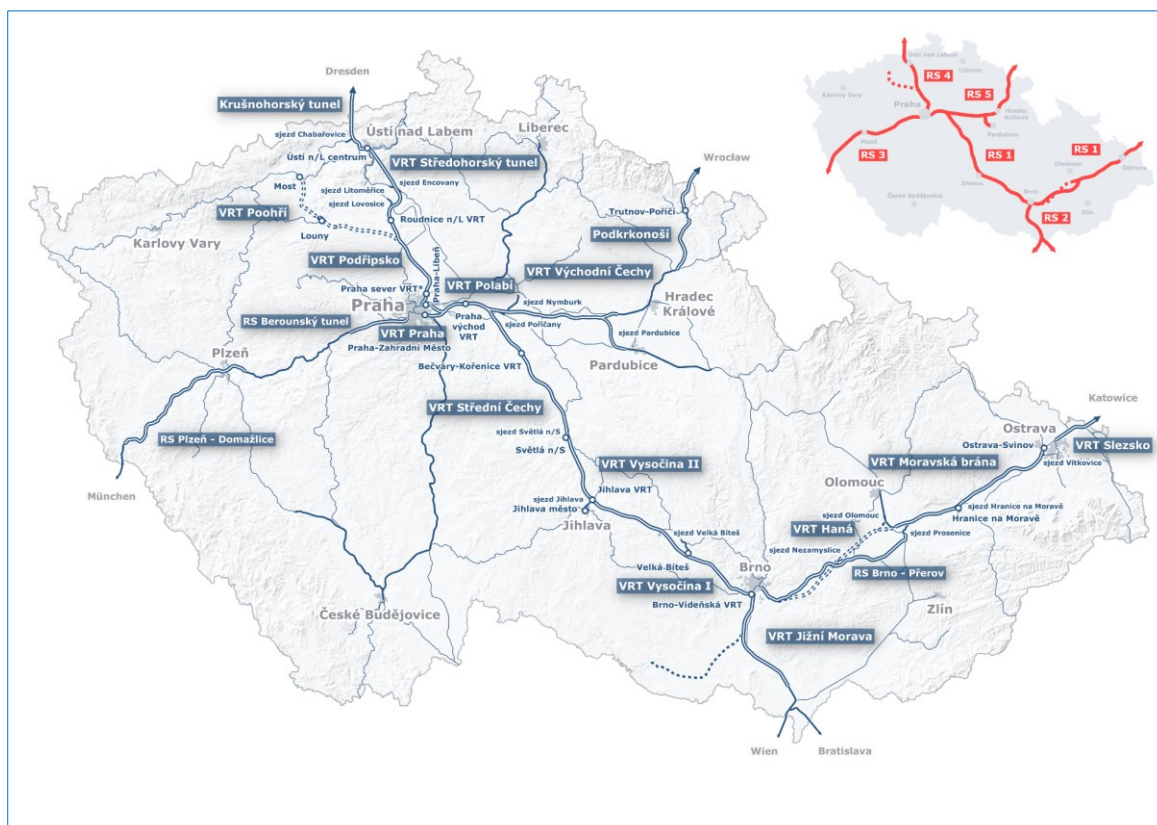 Dresden
Krušnohorský tunel
sjezd Chabařovice
Ústí nad Labem
Liberec
Ústí n/L centrum
VRT Středohorský tunel
Wrocław
Most
sjezd Encovany
sjezd Litoměřice
sjezd Lovosice
VRT Poohří
Roudnice n/L VRT
Trutnov-Poříčí
Louny
Karlovy Vary
Podkrkonoší
VRT Podřipsko
Praha-Libeň
VRT Východní Čechy
Praha sever VRT*
VRT Polabí
Praha
sjezd Nymburk
Hradec
Králové
RS Berounský tunel
VRT Praha
Praha
východ
VRT
sjezd Poříčany
sjezd Pardubice
Praha-Zahradní Město
Plzeň
Bečváry-Kořenice VRT
Pardubice
VRT Střední Čechy
Katowice
RS Plzeň - Domažlice
sjezd Světlá n/S
Světlá n/S
Ostrava
Ostrava-Svinov
VRT Slezsko
sjezd Vítkovice
VRT Vysočina II
VRT Moravská brána
München
Jihlava VRT
sjezd Jihlava
Jihlava město
Jihlava
Olomouc
sjezd Olomouc
sjezd Hranice na Moravě
Hranice na Moravě
VRT Haná
sjezd Prosenice
sjezd Velká Bíteš
Velká Bíteš
sjezd Nezamyslice
Brno
RS Brno - Přerov
VRT Vysočina I
Brno-Vídeňská VRT
České Budějovice
Zlín
VRT Jižní Morava
Wien
Bratislava
Ústí nad Labem
Liberec
RS 4
Karlovy Vary
RS 5
Praha
Hradec
Králové
Pardubice
Plzeň
RS 3
RS 1
RS 1
Olomouc
Ostrava
Jihlava
Brno
České Budějovice
RS 2
Zlín